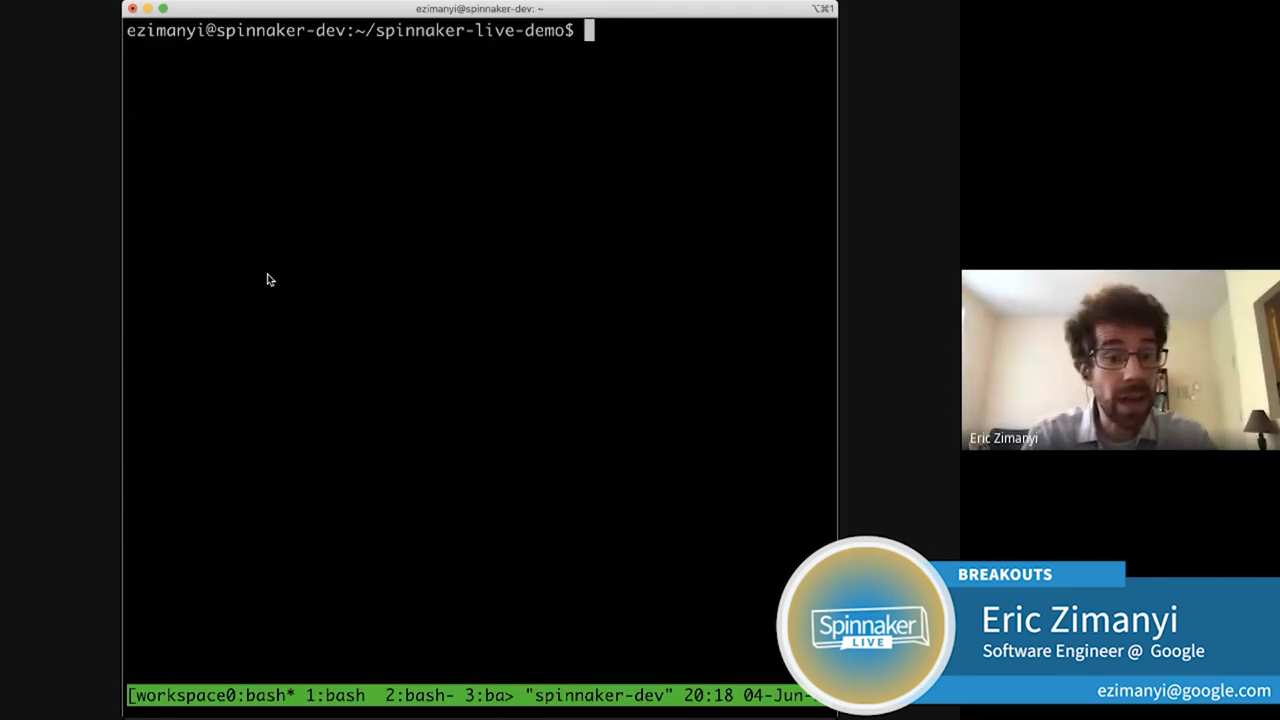 ezimanyi@spinnaker-dev: ~
⌥⌘1
ezimanyi@spinnaker-dev:~/spinnaker-live-demo$
Eric Zimanyi
BREAKOUTS
Eric Zimanyi
Software Engineer @ Google
Spinnaker
LIVE
ezimanyi@google.com
[workspace0:bash* 1:bash 2:bash- 3:ba> "spinnaker-dev" 20:18 04-Jun-